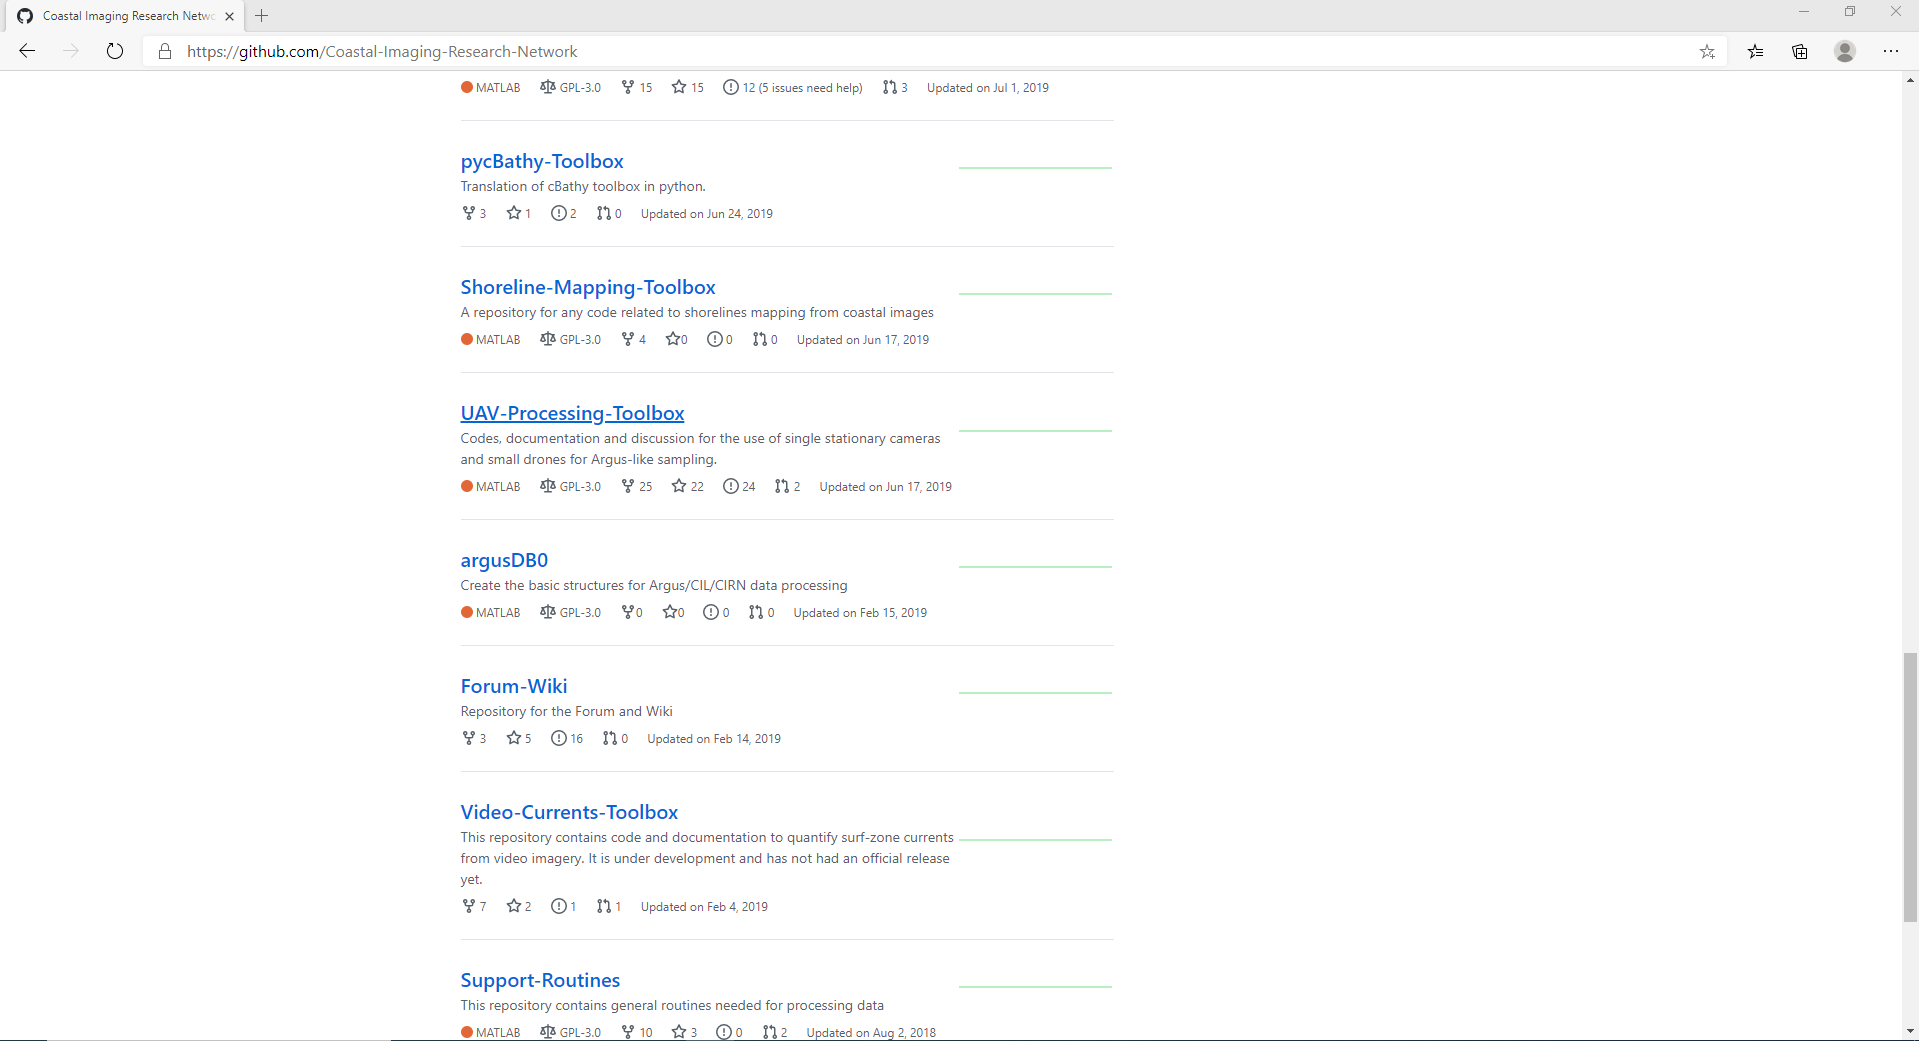 Coastal Imaging Research Netwo
https://github.com/Coastal-Imaging-Research-Network
MATLAB GPL-3.0 15 15 12 (5 issues need help) 3 Updated on Jul 1, 2019
pycBathy-Toolbox
Translation of cBathy toolbox in python.
3 1 2 0 Updated on Jun 24, 2019
Shoreline-Mapping-Toolbox
A repository for any code related to shorelines mapping from coastal images
MATLAB GPL-3.0 4 0 0 0 Updated on Jun 17, 2019
UAV-Processing-Toolbox
Codes, documentation and discussion for the use of single stationary cameras
and small drones for Argus-like sampling.
MATLAB GPL-3.0 25 22 24 2 Updated on Jun 17, 2019
argusDB0
Create the basic structures for Argus/CIL/CIRN data processing
MATLAB GPL-3.0 0 0 0 0 Updated on Feb 15, 2019
Forum-Wiki
Repository for the Forum and Wiki
3 5 16 0 Updated on Feb 14, 2019
Video-Currents-Toolbox
This repository contains code and documentation to quantify surf-zone currents
from video imagery. It is under development and has not had an official release
yet.
7 2 1 1 Updated on Feb 4, 2019
Support-Routines
This repository contains general routines needed for processing data
MATLAB GPL-3.0 10 3 0 2 Updated on Aug 2, 2018